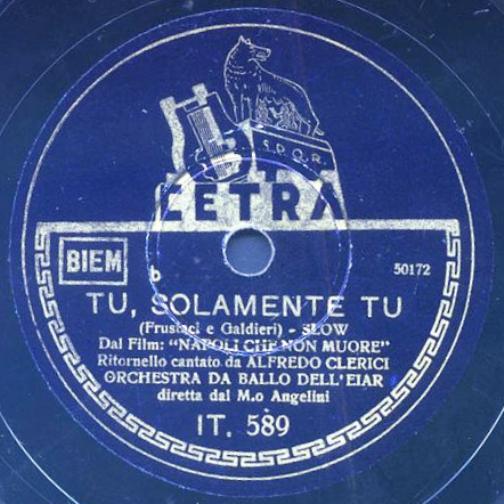 S.P.Q.R.
CETRA
BIEM
b
50172
TU, SOLAMENTE TU
(Frustaci e Galdieri) - SLOW
Dal Film: "NAPOLI CHE NON MUORE"
Ritornello cantato da ALFREDO CLERICI
ORCHESTRA DA BALLO DELL'EIAR
diretta dal M.o Angelini
IT. 589